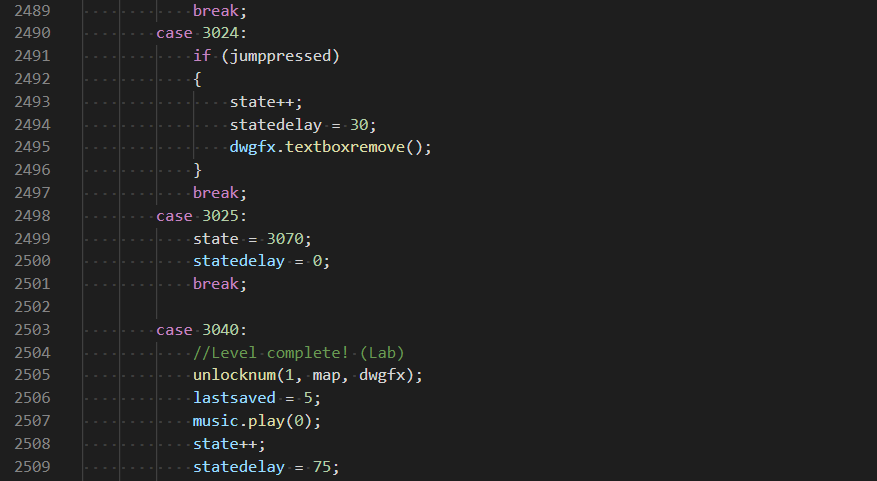 2489 break;
2490 case 3024:
2491 if (jumppressed)
2492 {
2493 state++;
2494 statedelay = 30;
2495 dwgfx.textboxremove();
2496 }
2497 break;
2498 case 3025:
2499 state = 3070;
2500 statedelay = 0;
2501 break;
2502
2503 case 3040:
2504 //Level complete! (Lab)
2505 unlocknum(1, map, dwgfx);
2506 lastsaved = 5;
2507 music.play(0);
2508 state++;
2509 statedelay = 75;